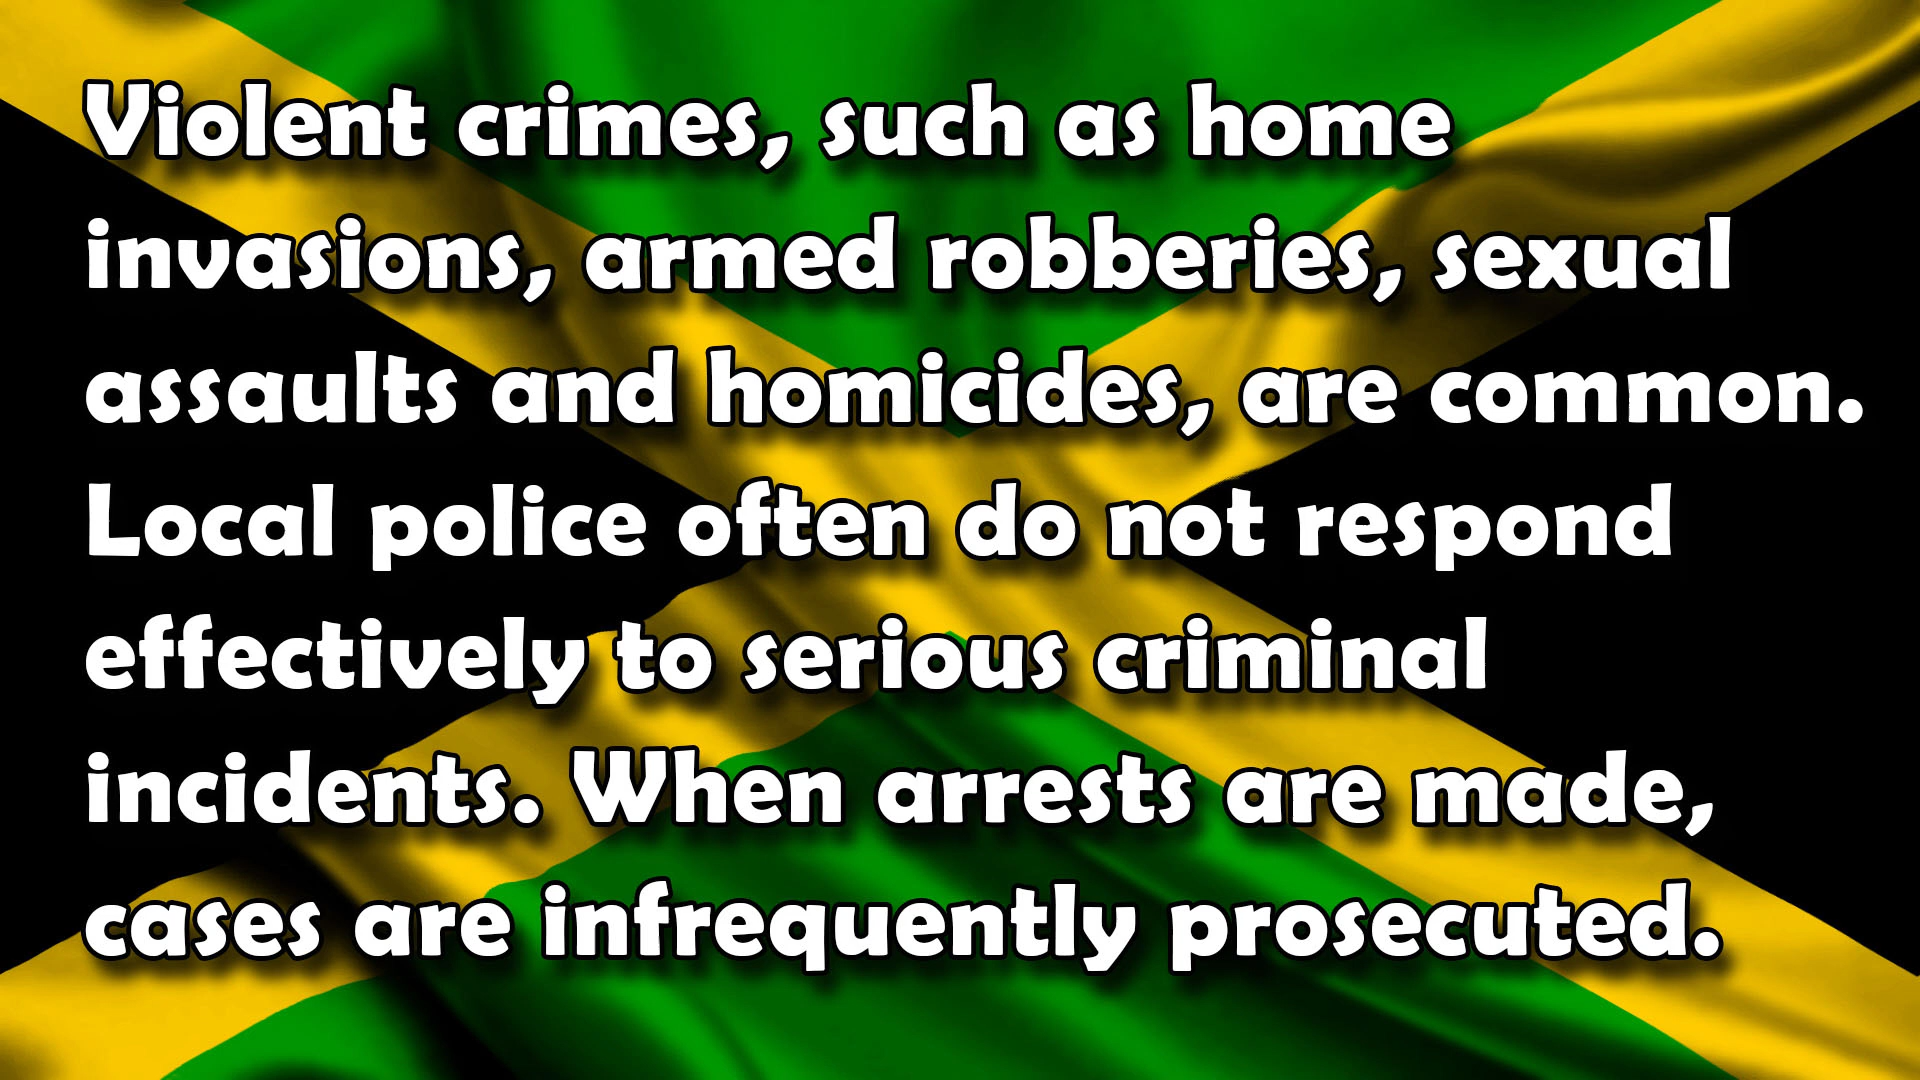 Violent crimes, such as home
invasions, armed robberies, sexual
assaults and homicides, are common.
Local police often do not respond
effectively to serious criminal
incidents. When arrests are made,
cases are infrequently prosecuted.